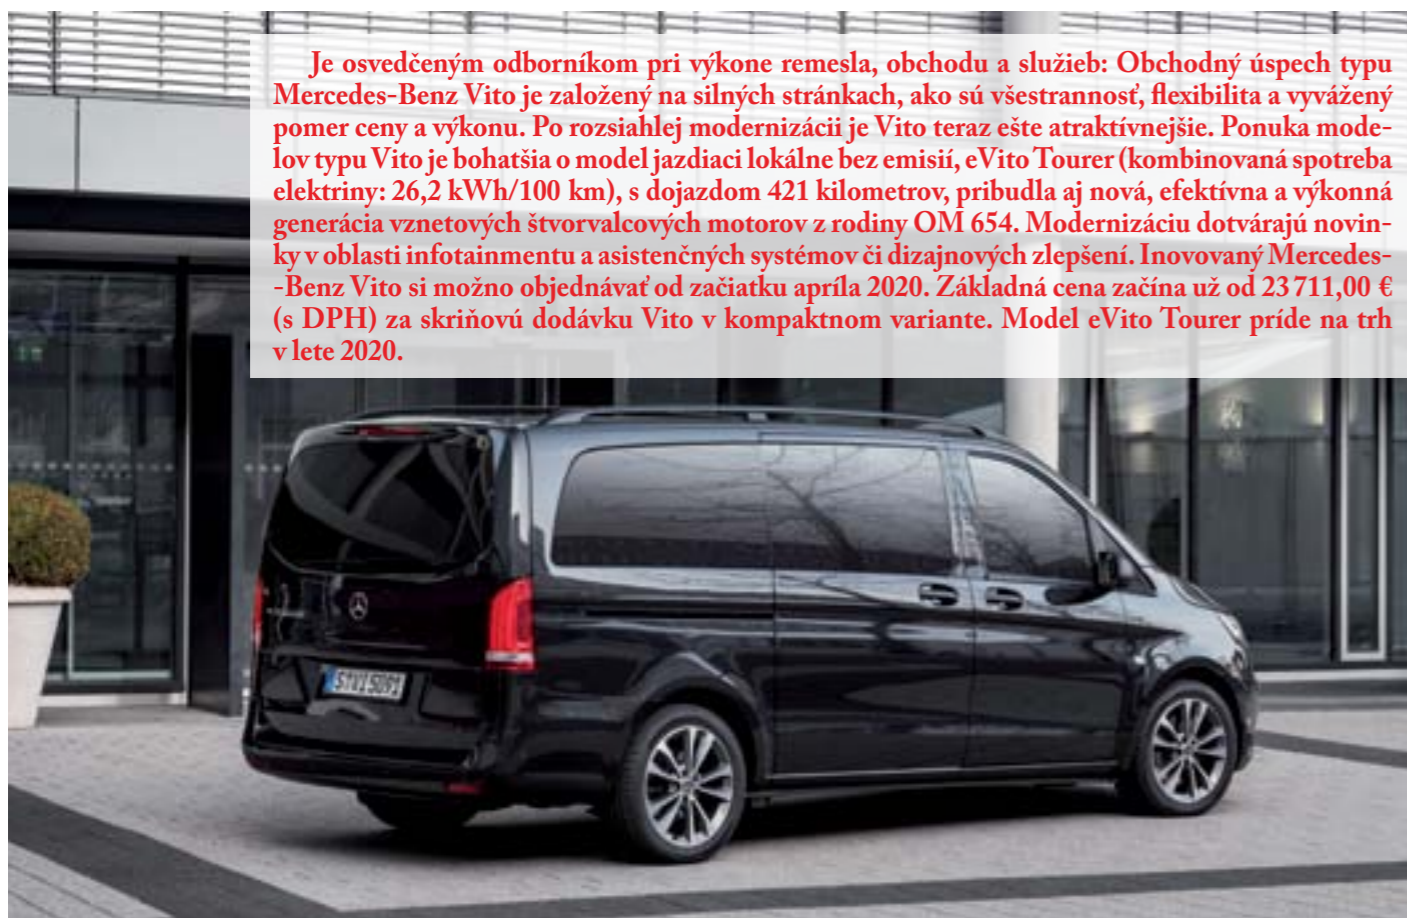 Je osvedčeným odborníkom pri výkone remesla, obchodu a služieb: Obchodný úspech typu
Mercedes-Benz Vito je založený na silných stránkach, ako sú všestrannosť, flexibilita a vyvážený
pomer ceny a výkonu. Po rozsiahlej modernizácii je Vito teraz ešte atraktívnejšie. Ponuka mode-
lov typu Vito je bohatšia o model jazdiaci lokálne bez emisií, eVito Tourer (kombinovaná spotreba
elektriny: 26,2 kWh/100 km), s dojazdom 421 kilometrov, pribudla aj nová, efektívna a výkonná
generácia vznetových štvorvalcových motorov z rodiny OM 654. Modernizáciu dotvárajú novin-
ky v oblasti infotainmentu a asistenčných systémov či dizajnových zlepšení. Inovovaný Mercedes-
-Benz Vito si možno objednávať od začiatku apríla 2020. Základná cena začína už od 23 711,00 €
(s DPH) za skriňovú dodávku Vito v kompaktnom variante. Model eVito Tourer príde na trh
v lete 2020.
S VI 5091